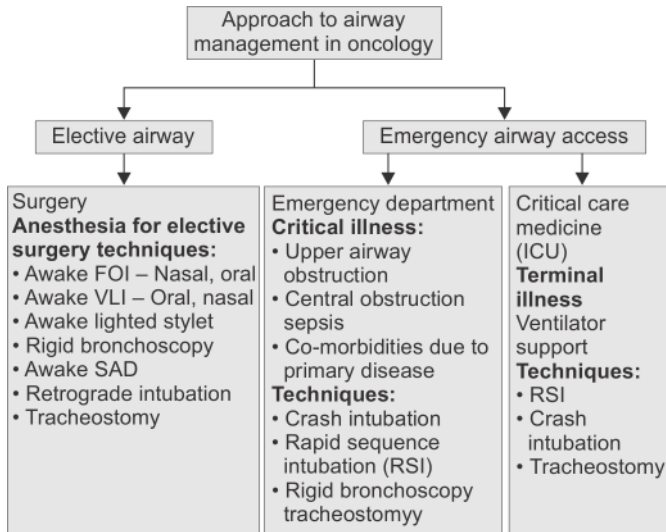 Approach to airway
management in oncology
Elective airway
Emergency airway access
Surgery
Anesthesia for elective
surgery techniques:
• Awake FOI – Nasal, oral
• Awake VLI – Oral, nasal
• Awake lighted stylet
• Rigid bronchoscopy
• Awake SAD
• Retrograde intubation
• Tracheostomy
Emergency department
Critical illness:
• Upper airway
obstruction
• Central obstruction
sepsis
• Co-morbidities due to
primary disease
Techniques:
• Crash intubation
• Rapid sequence
intubation (RSI)
• Rigid bronchoscopy
tracheostomyy
Critical care
medicine
(ICU)
Terminal
illness
Ventilator
support
Techniques:
• RSI
• Crash
intubation
• Tracheostomy